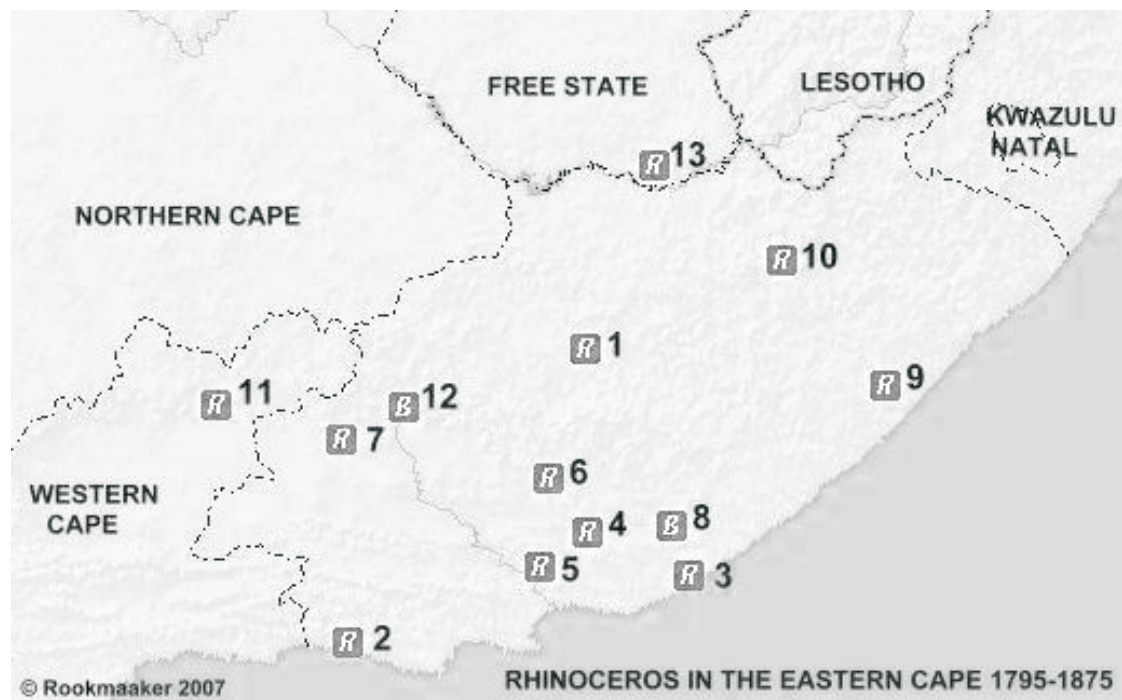 FREE STATE
LESOTHO
KWAZULU
NATAL
R 13
NORTHERN CAPE
R 10
R 1
R 9
R 11
B 12
R 7
R 6
WESTERN
CAPE
R 4
B 8
R 5
R 3
R 2
© Rookmaaker 2007
RHINOCEROS IN THE EASTERN CAPE 1795-1875